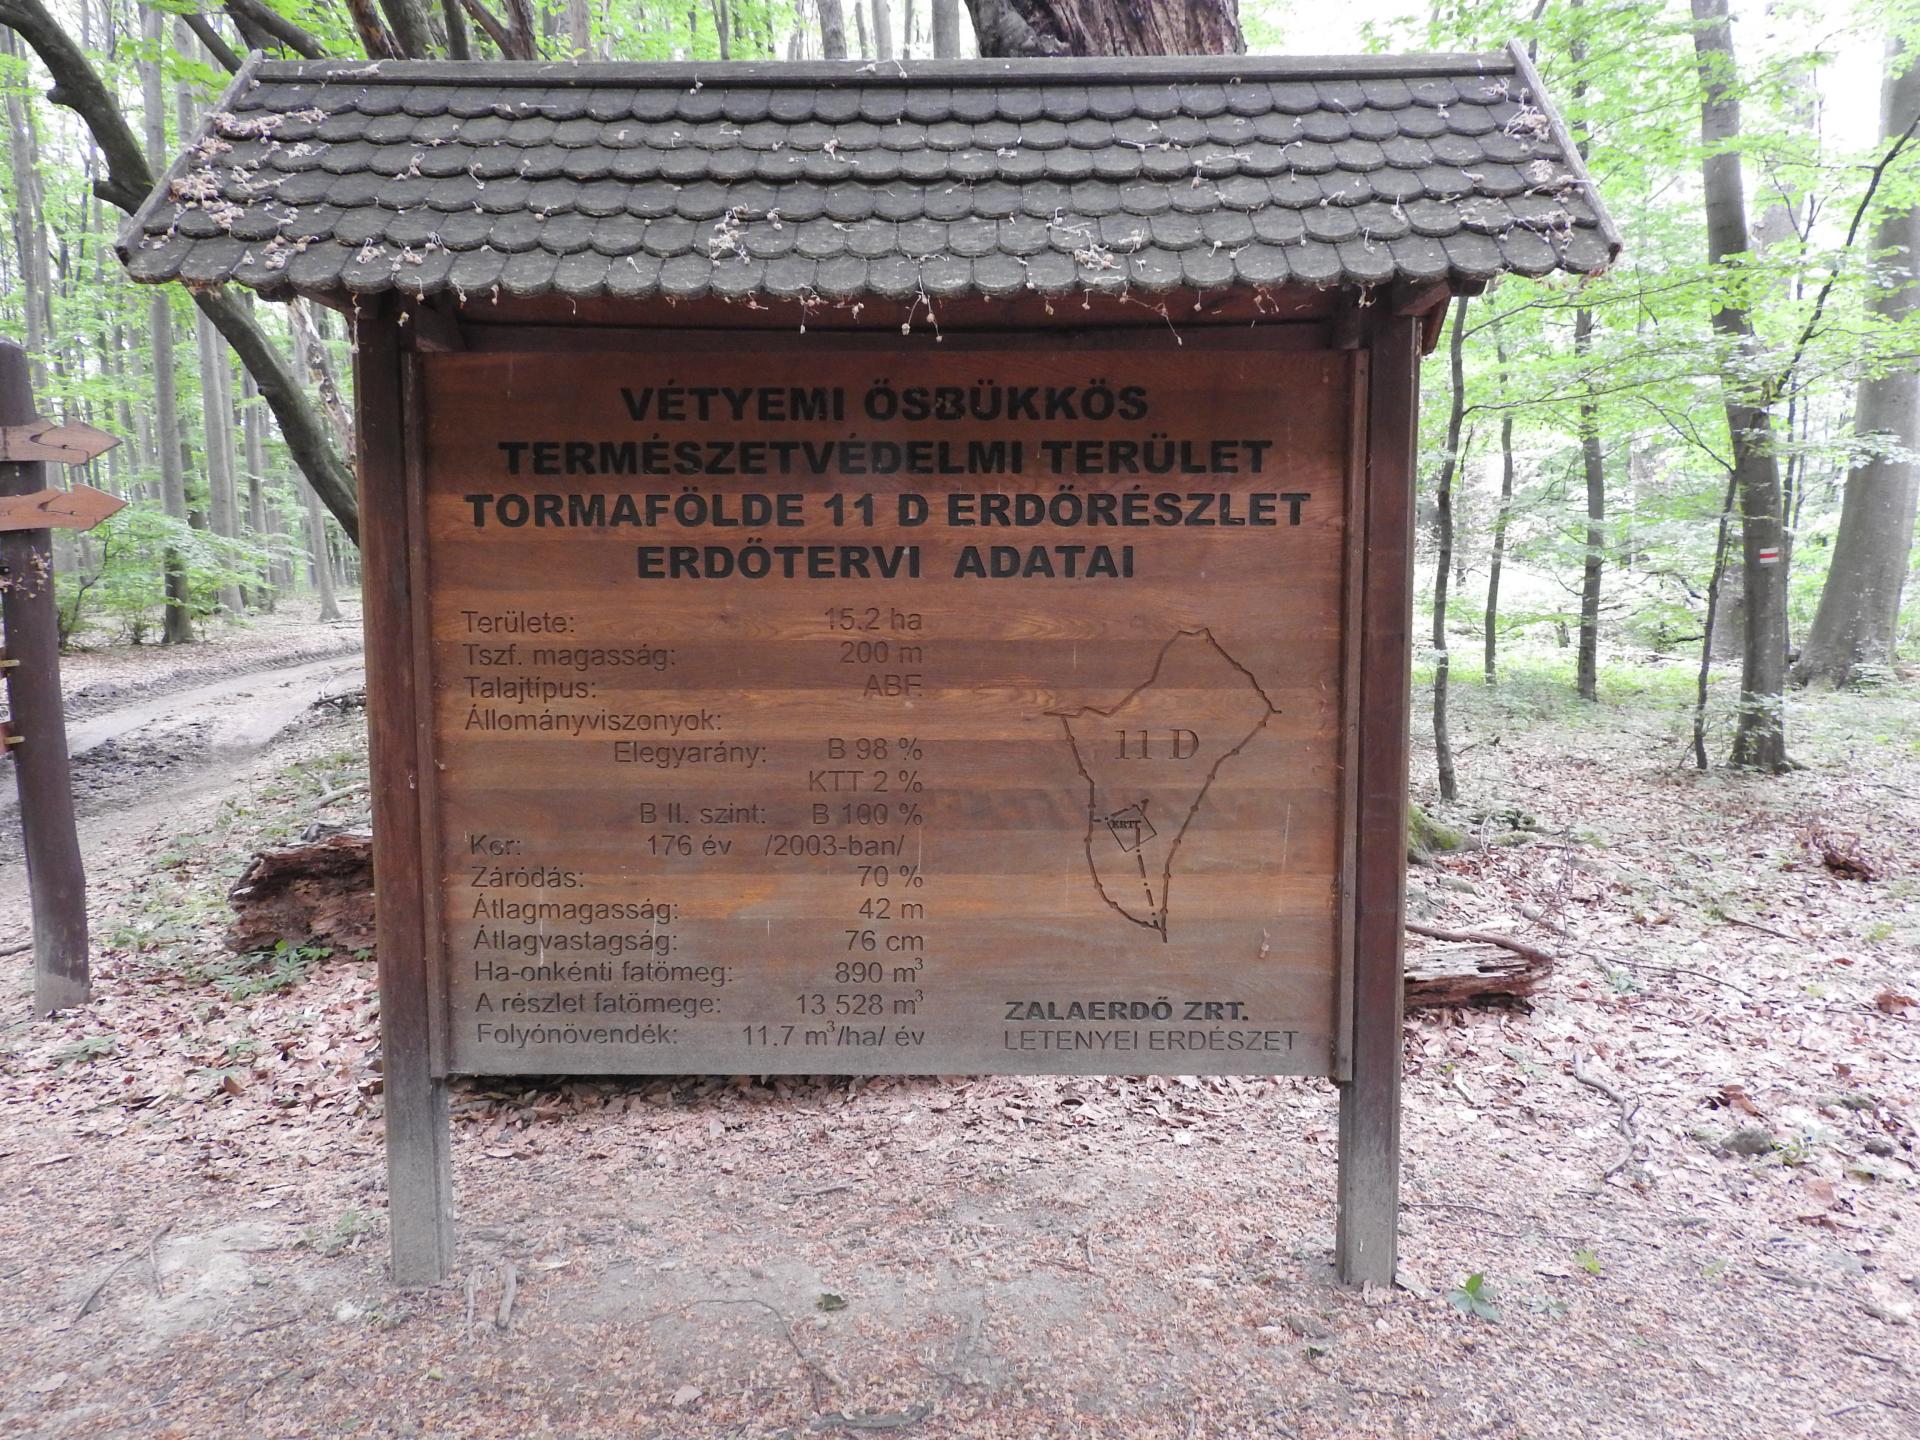 VÉTYEMI ŐSBÜKKÖS
TERMÉSZETVÉDELMI TERÜLET
TORMAFÖLDE 11 D ERDŐRÉSZLET
ERDŐTERVI ADATAI
Területe: 15.2 ha
Tszf. magasság: 200 m
Talajtípus: ABF
Állományviszonyok:
Elegyarány: B 98 %
KTT 2 %
B II. szint: B 100 %
Kor: 176 év /2003-ban/
Záródás: 70 %
Átlagmagasság: 42 m
Átlagvastagság: 76 cm
Ha-onkénti fatömeg: 890 m³
A részlet fatömege: 13 528 m³
Folyónövendék: 11.7 m³/ha/ év
11 D
ERTI
ZALAERDŐ ZRT.
LETENYEI ERDÉSZET